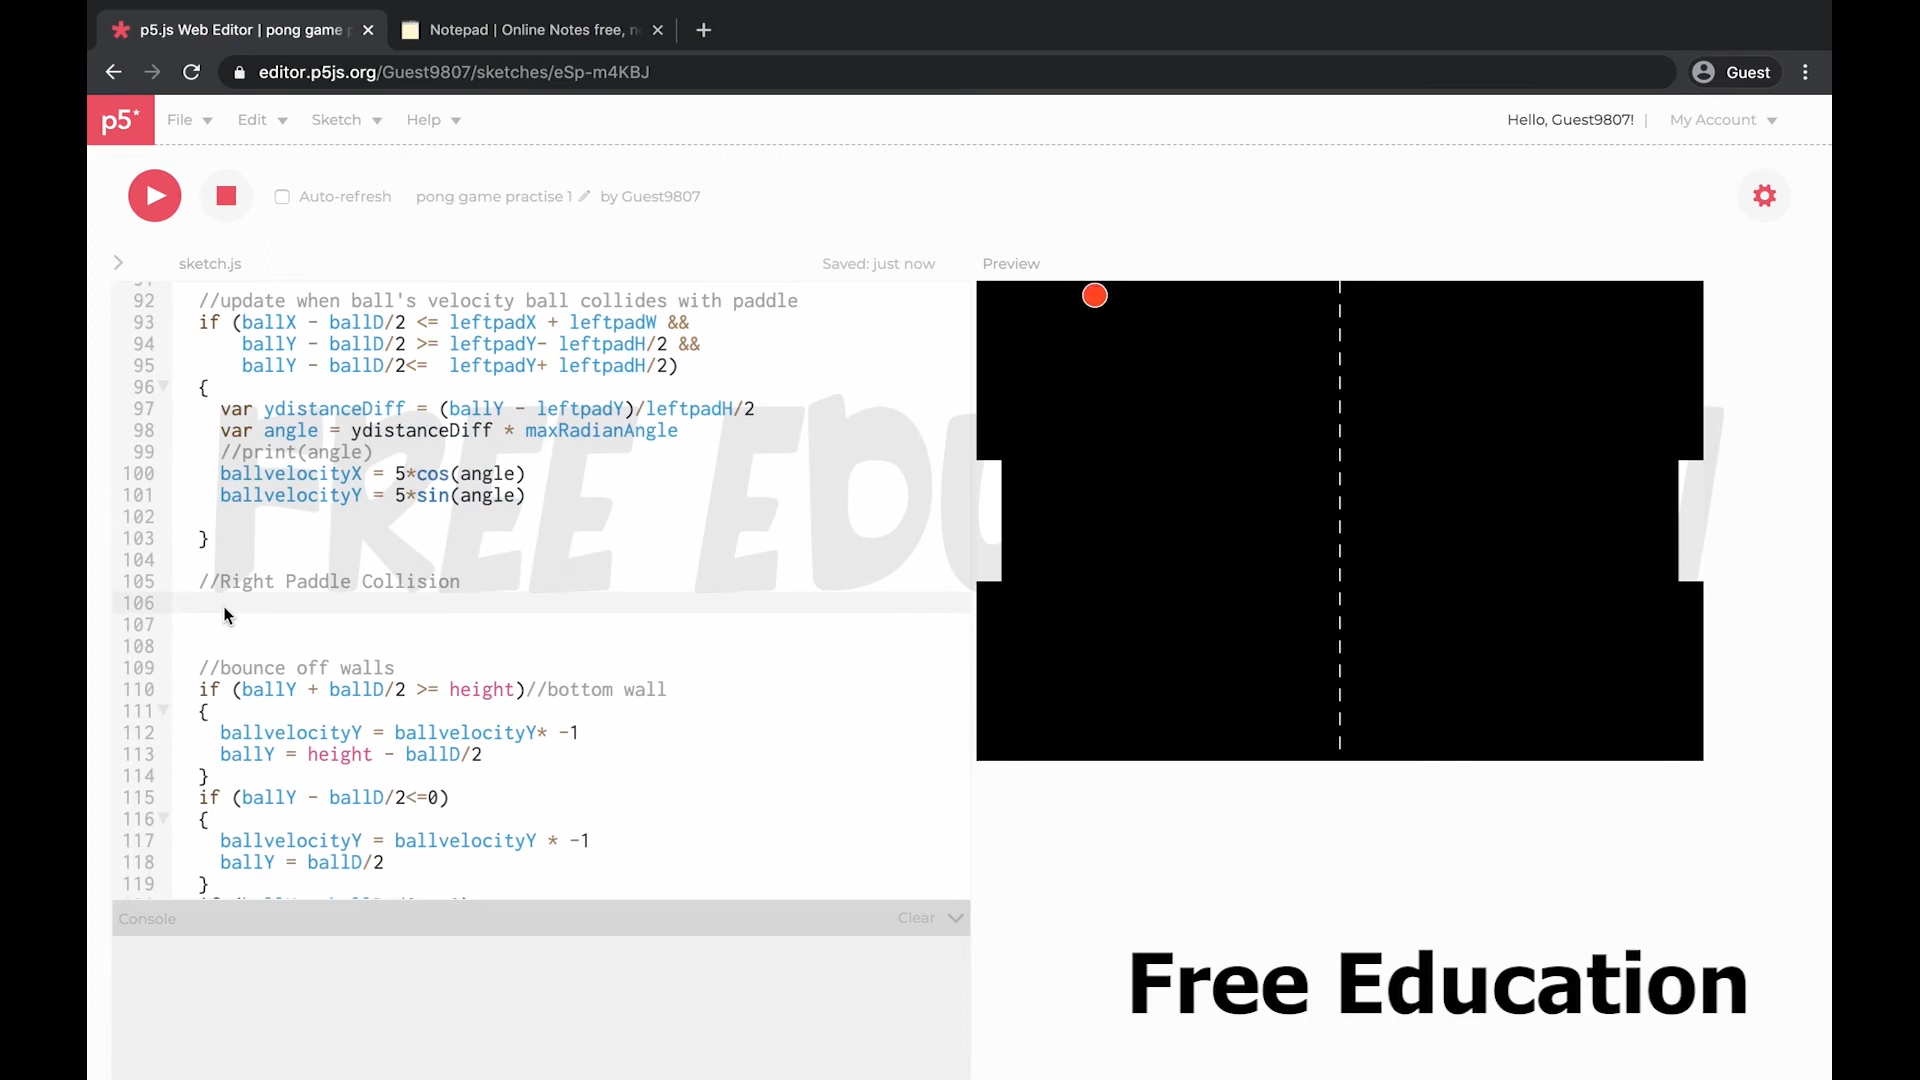 p5.js Web Editor | pong game
Notepad | Online Notes free,
editor.p5js.org/Guest9807/sketches/eSp-m4KBJ
Guest
p5*
File
Edit
Sketch
Help
Hello, Guest9807! |
My Account
Auto-refresh
pong game practise 1
by Guest9807
sketch.js
Saved: just now
Preview
92 //update when ball's velocity ball collides with paddle
93 if (ballX - ballD/2 <= leftpadX + leftpadW &&
94 ballY - ballD/2 >= leftpadY- leftpadH/2 &&
95 ballY - ballD/2<= leftpadY+ leftpadH/2)
96 {
97 var ydistanceDiff = (ballY - leftpadY)/leftpadH/2
98 var angle = ydistanceDiff * maxRadianAngle
99 //print(angle)
100 ballvelocityX = 5*cos(angle)
101 ballvelocityY = 5*sin(angle)
102
103 }
104
105 //Right Paddle Collision
106
107
108
109 //bounce off walls
110 if (ballY + ballD/2 >= height)//bottom wall
111 {
112 ballvelocityY = ballvelocityY* -1
113 ballY = height - ballD/2
114 }
115 if (ballY - ballD/2<=0)
116 {
117 ballvelocityY = ballvelocityY * -1
118 ballY = ballD/2
119 }
FREE EDU
Console
Clear
Free Education